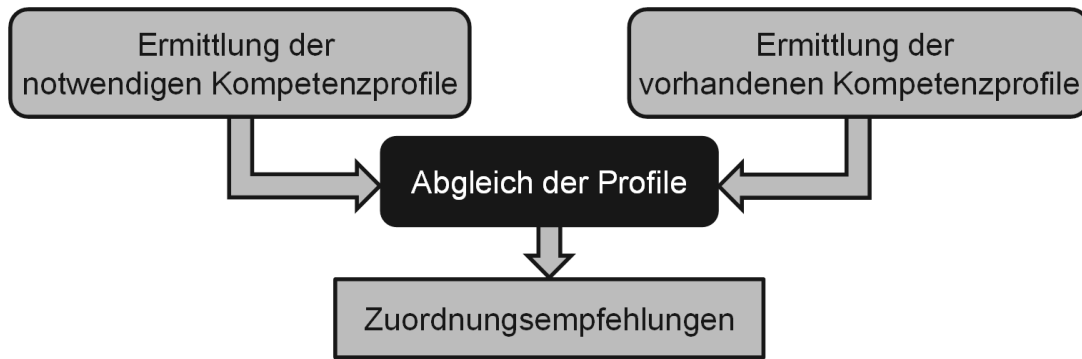 Ermittlung der
notwendigen Kompetenzprofile
Ermittlung der
vorhandenen Kompetenzprofile
Abgleich der Profile
Zuordnungsempfehlungen